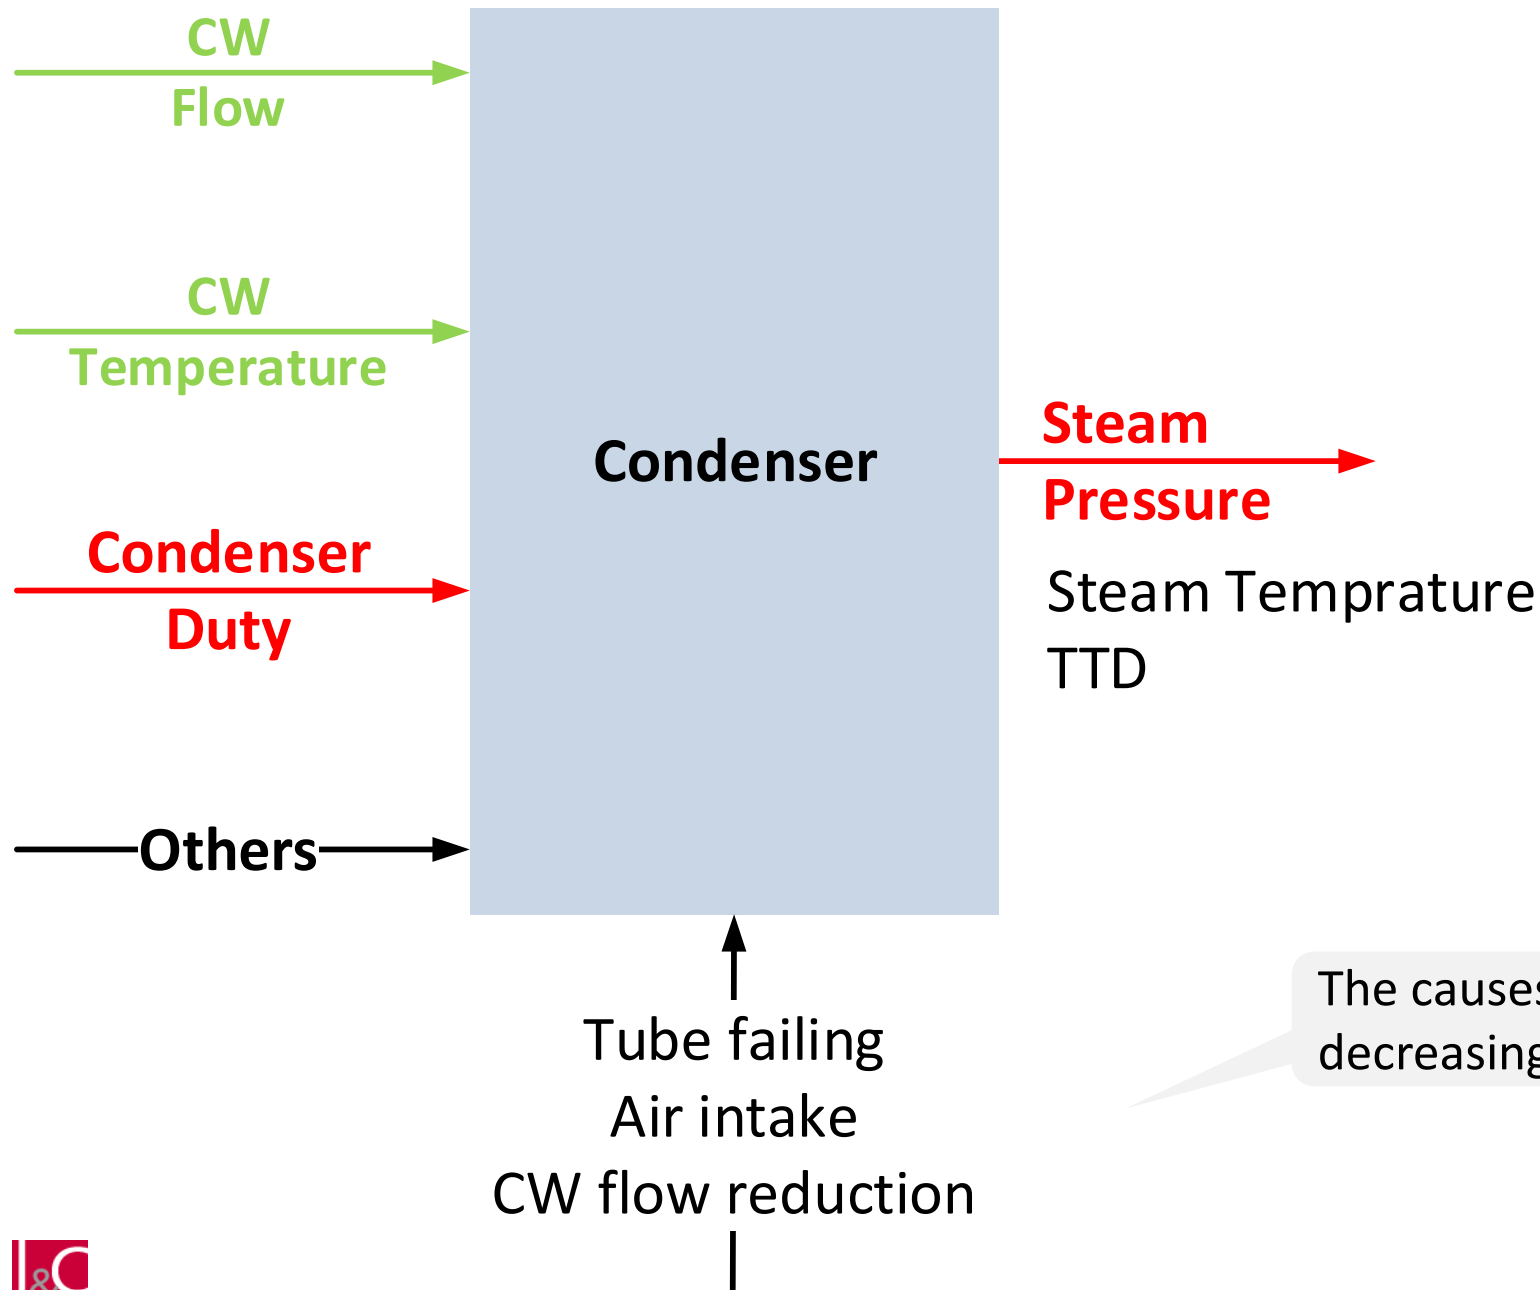 CW
Flow
CW
Temperature
Condenser
Steam
Pressure
Condenser
Duty
Steam Temprature
TTD
Others
The causes
decreasing
Tube failing
Air intake
CW flow reduction
I&C